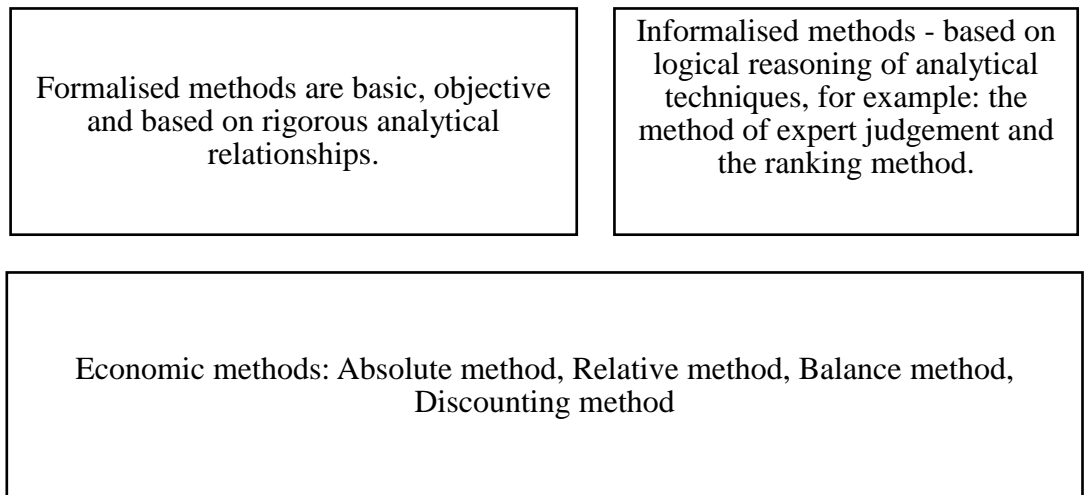 Formalised methods are basic, objective
and based on rigorous analytical
relationships.
Informalised methods - based on
logical reasoning of analytical
techniques, for example: the
method of expert judgement and
the ranking method.
Economic methods: Absolute method, Relative method, Balance method,
Discounting method